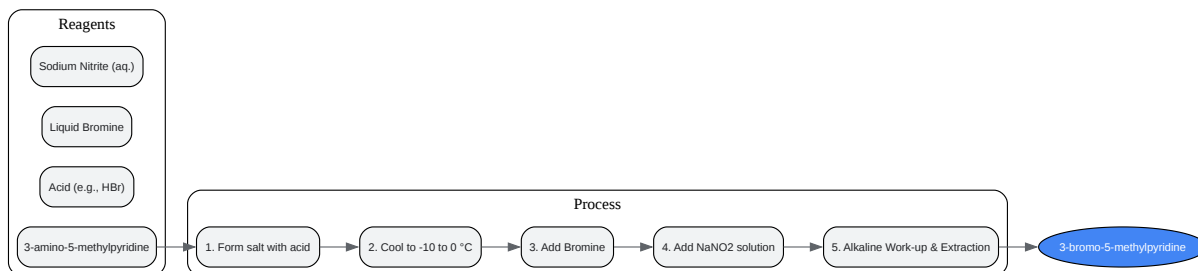 Reagents
Sodium Nitrite (aq.)
Liquid Bromine
Acid (e.g., HBr)
3-amino-5-methylpyridine
Process
1. Form salt with acid
2. Cool to -10 to 0 °C
3. Add Bromine
4. Add NaNO2 solution
5. Alkaline Work-up & Extraction
3-bromo-5-methylpyridine